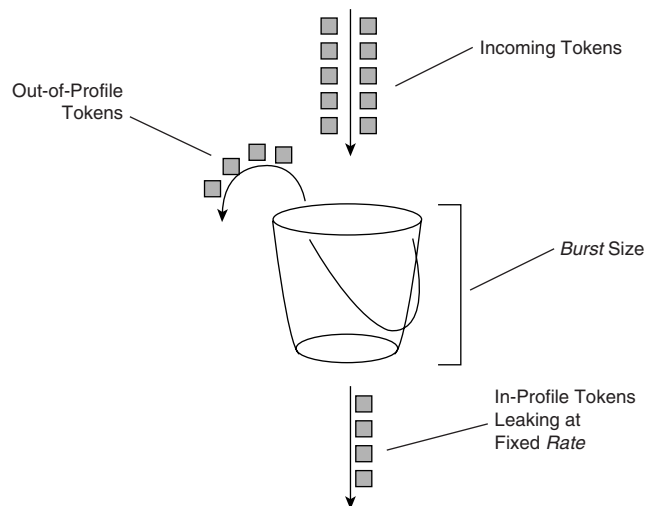 Incoming Tokens
Out-of-Profile
Tokens
Burst Size
In-Profile Tokens
Leaking at
Fixed Rate